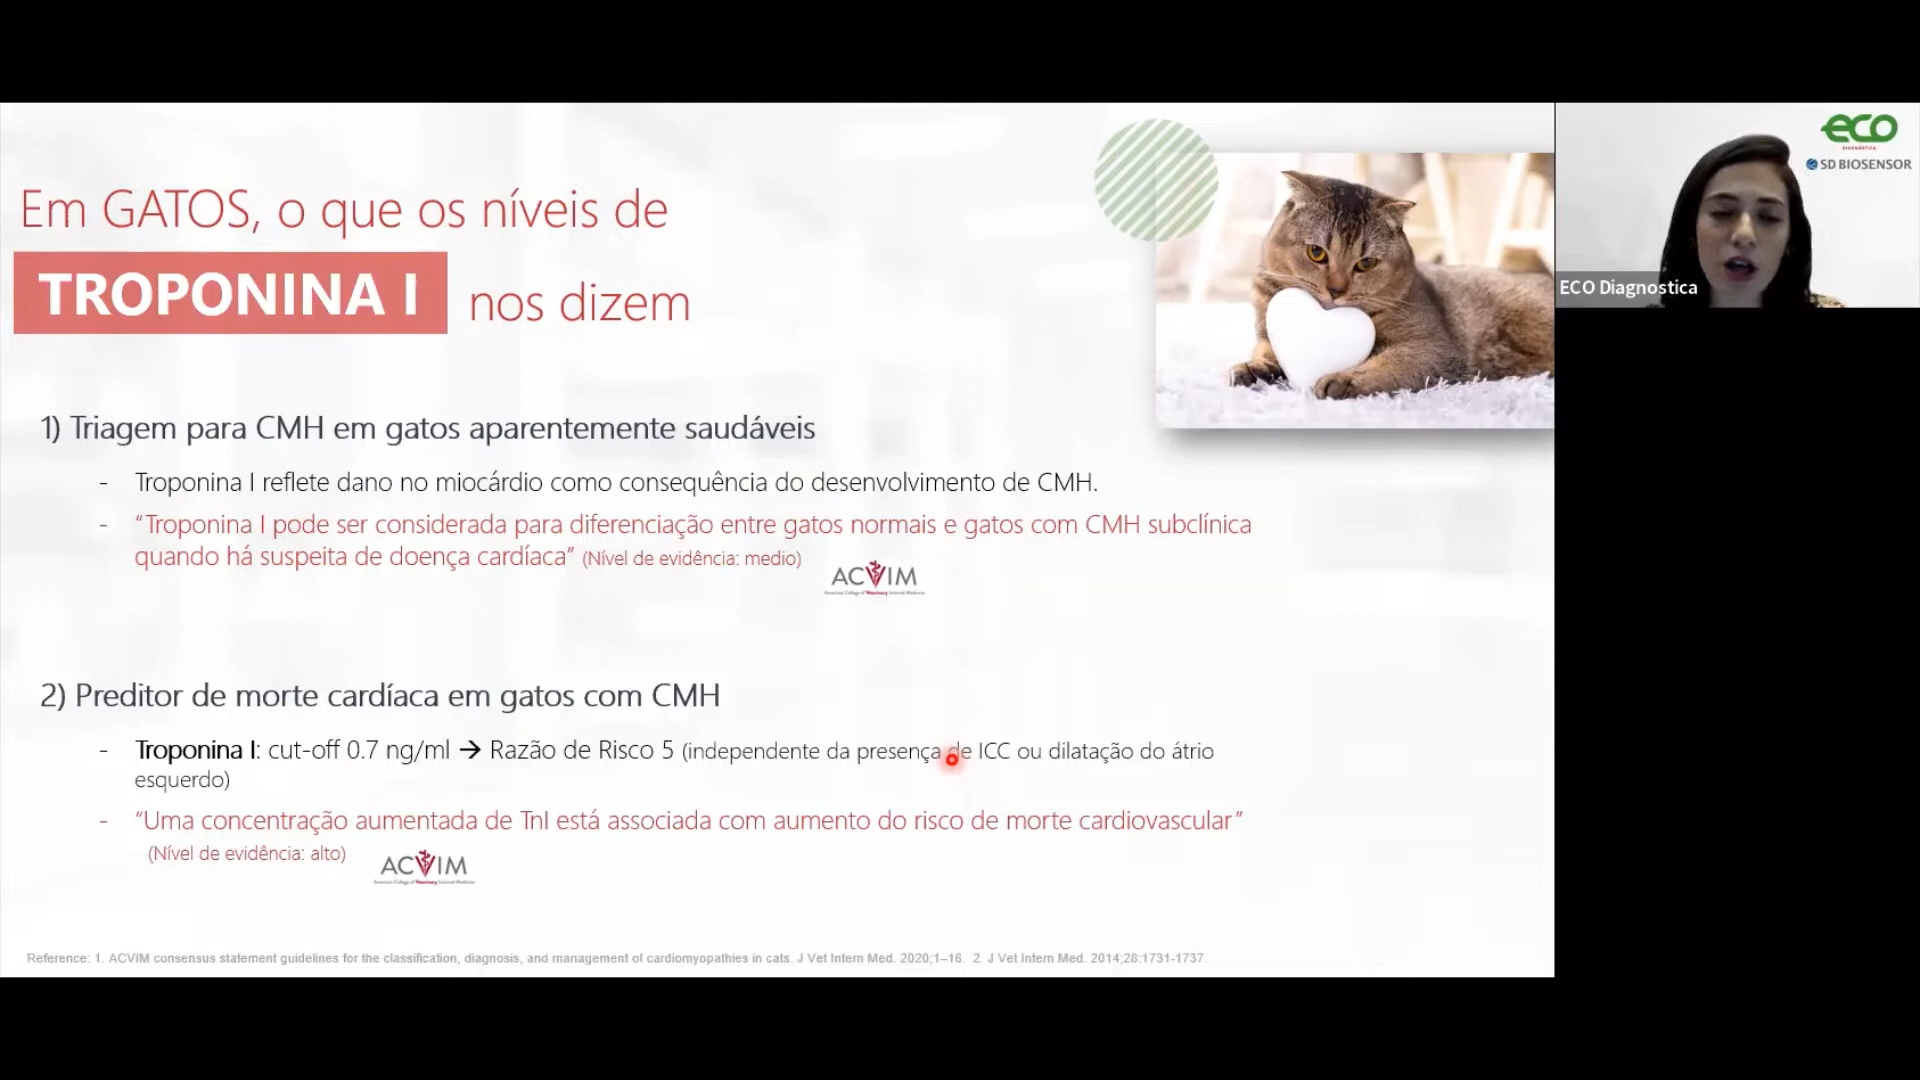 Em GATOS, o que os níveis de
TROPONINA I nos dizem
1) Triagem para CMH em gatos aparentemente saudáveis
- Troponina I reflete dano no miocárdio como consequência do desenvolvimento de CMH.
- “Troponina I pode ser considerada para diferenciação entre gatos normais e gatos com CMH subclínica
quando há suspeita de doença cardíaca” (Nível de evidência: medio)
ACVIM
American College of Veterinary Internal Medicine
2) Preditor de morte cardíaca em gatos com CMH
- Troponina I: cut-off 0.7 ng/ml → Razão de Risco 5 (independente da presença de ICC ou dilatação do átrio
esquerdo)
- “Uma concentração aumentada de TnI está associada com aumento do risco de morte cardiovascular”
(Nível de evidência: alto)
ACVIM
American College of Veterinary Internal Medicine
Reference: 1. ACVIM consensus statement guidelines for the classification, diagnosis, and management of cardiomyopathies in cats. J Vet Intern Med. 2020;1–16. 2. J Vet Intern Med. 2014;28:1731-1737.
eco
DIAGNÓSTICA
SD BIOSENSOR
ECO Diagnostica